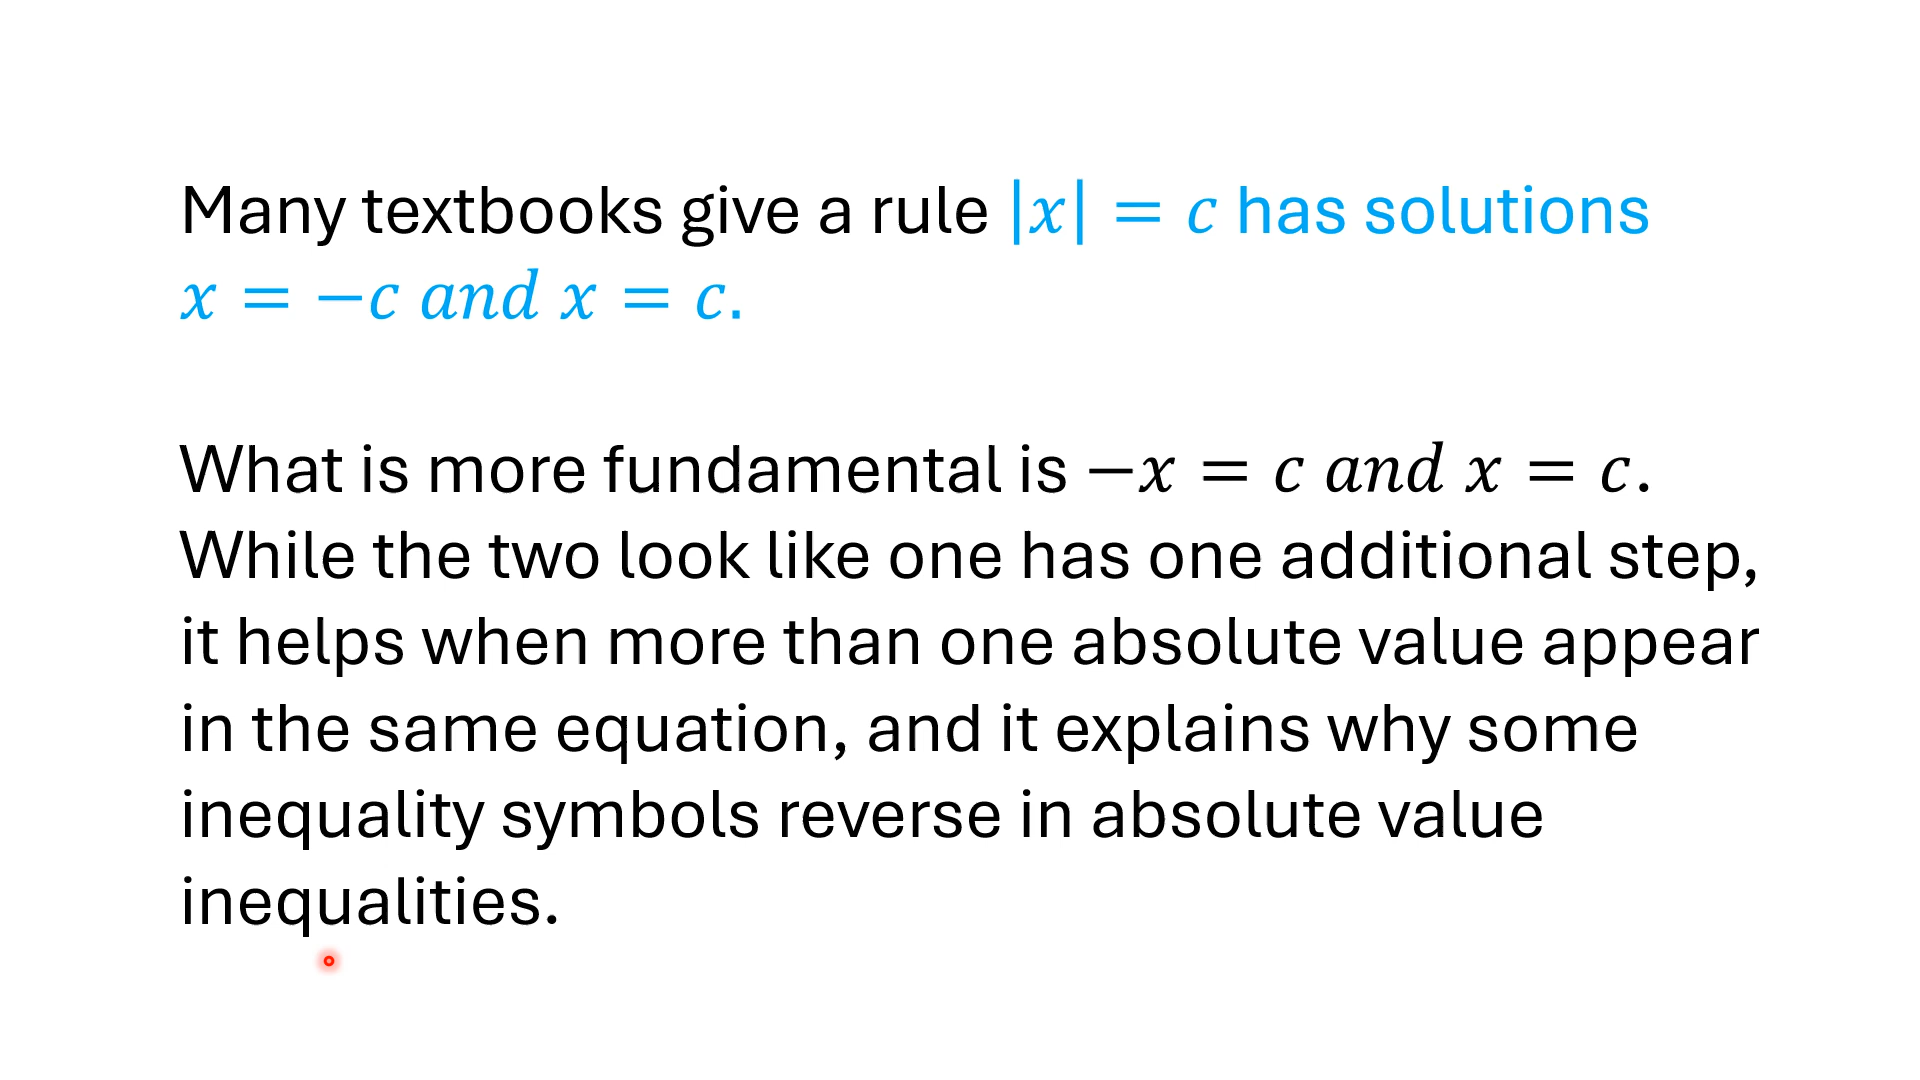 Many textbooks give a rule |x| = c has solutions
x = −c and x = c.
What is more fundamental is −x = c and x = c.
While the two look like one has one additional step,
it helps when more than one absolute value appear
in the same equation, and it explains why some
inequality symbols reverse in absolute value
inequalities.